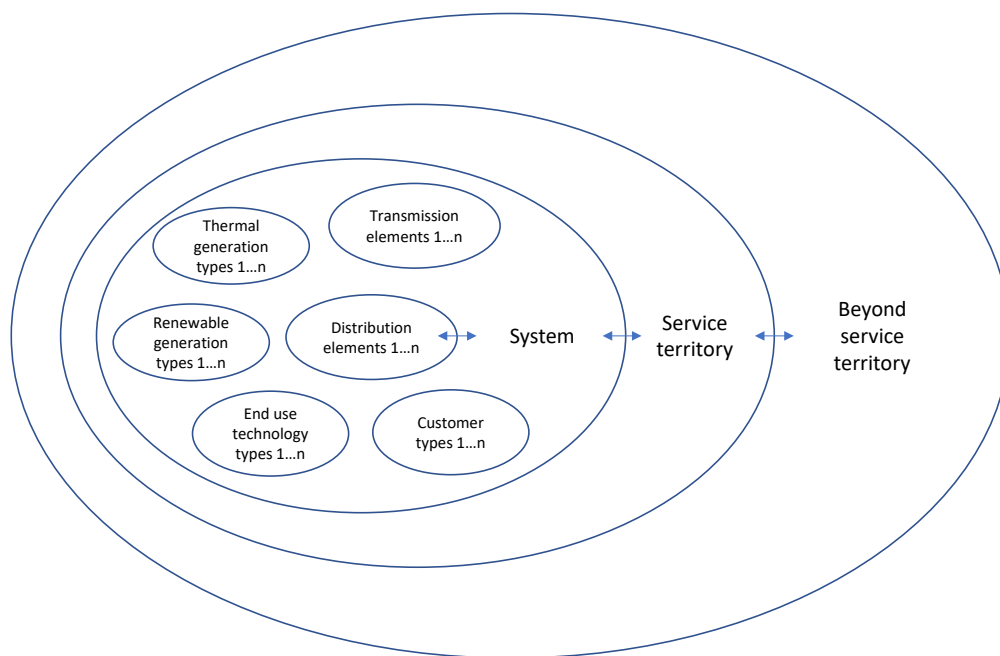 Thermal
generation
types 1...n
Transmission
elements 1...n
Renewable
generation
types 1...n
Distribution
elements 1...n
End use
technology
types 1...n
Customer
types 1...n
System
Service
territory
Beyond
service
territory